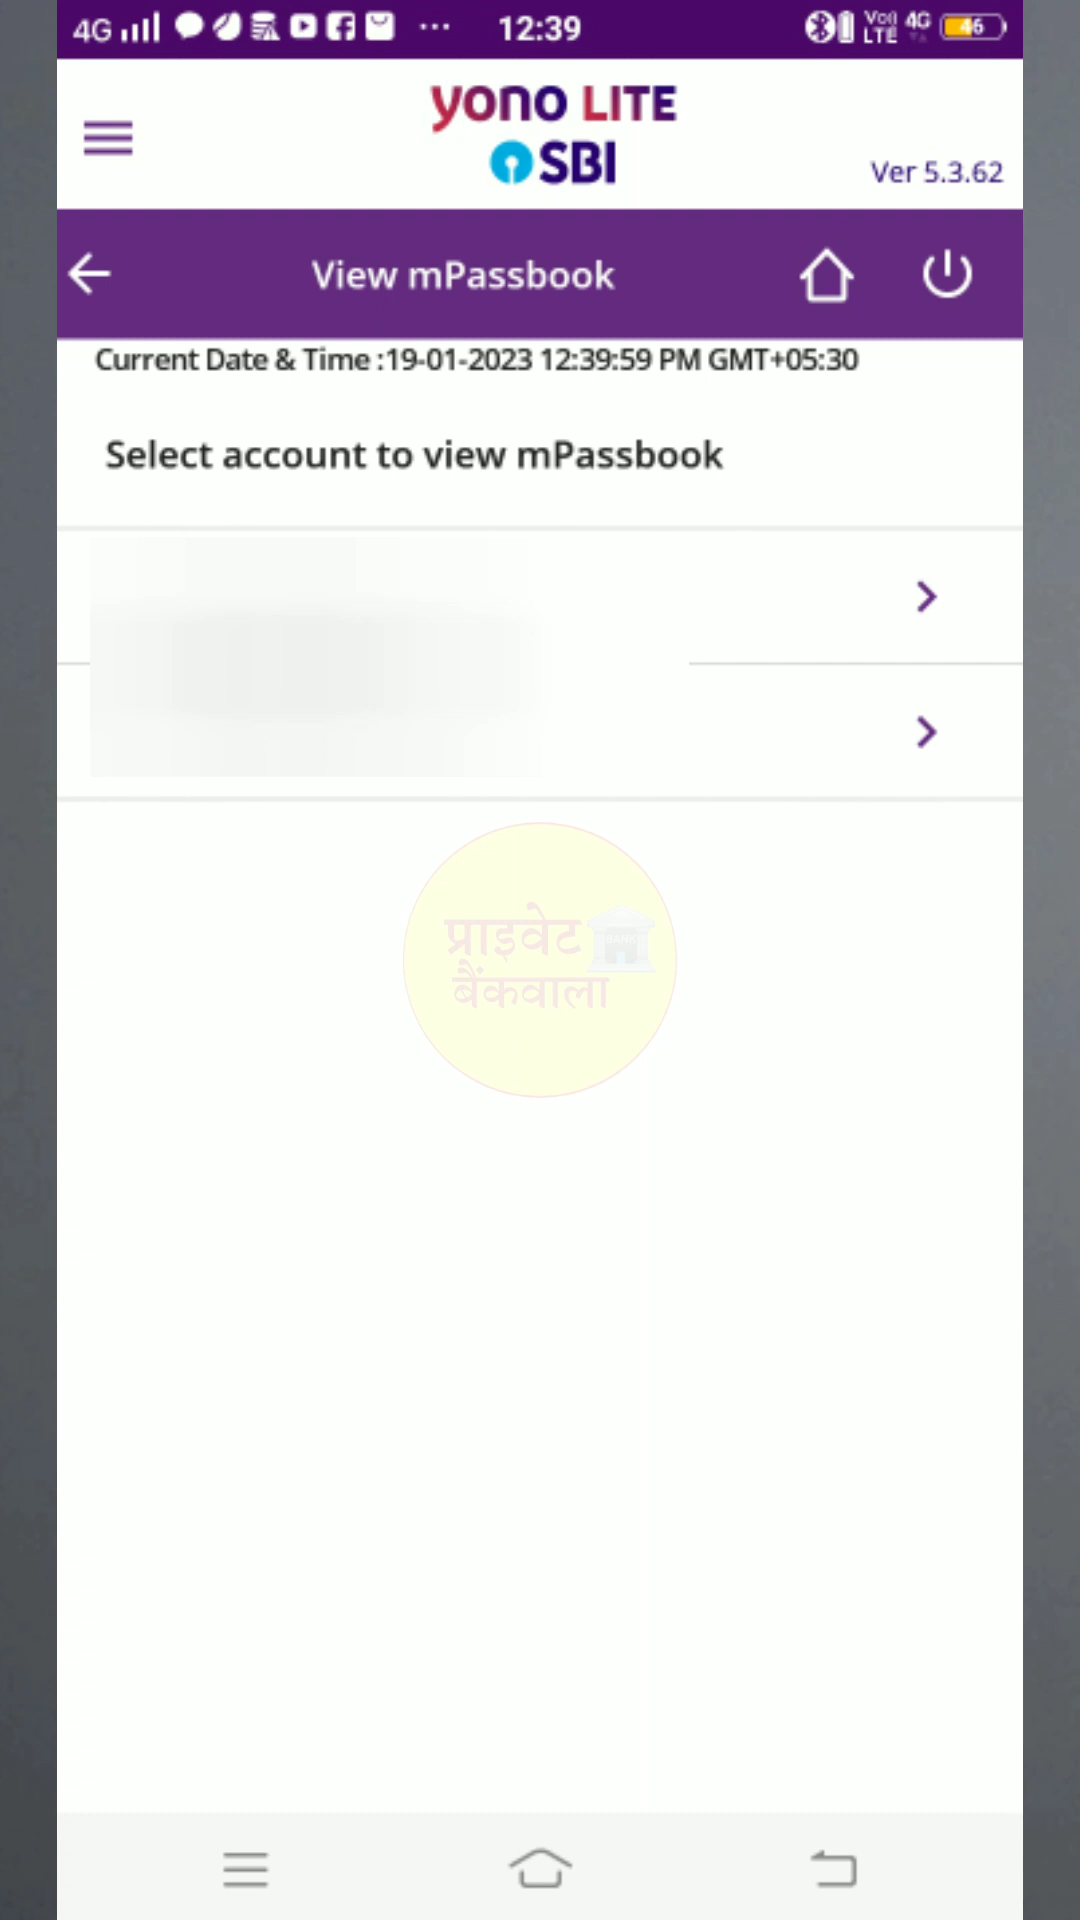 4G ... 12:39 Vo)) LTE 4G 46
yono LITE
SBI
Ver 5.3.62
View mPassbook
Current Date & Time :19-01-2023 12:39:59 PM GMT+05:30
Select account to view mPassbook
प्राइवेट BANK
बैंकवाला